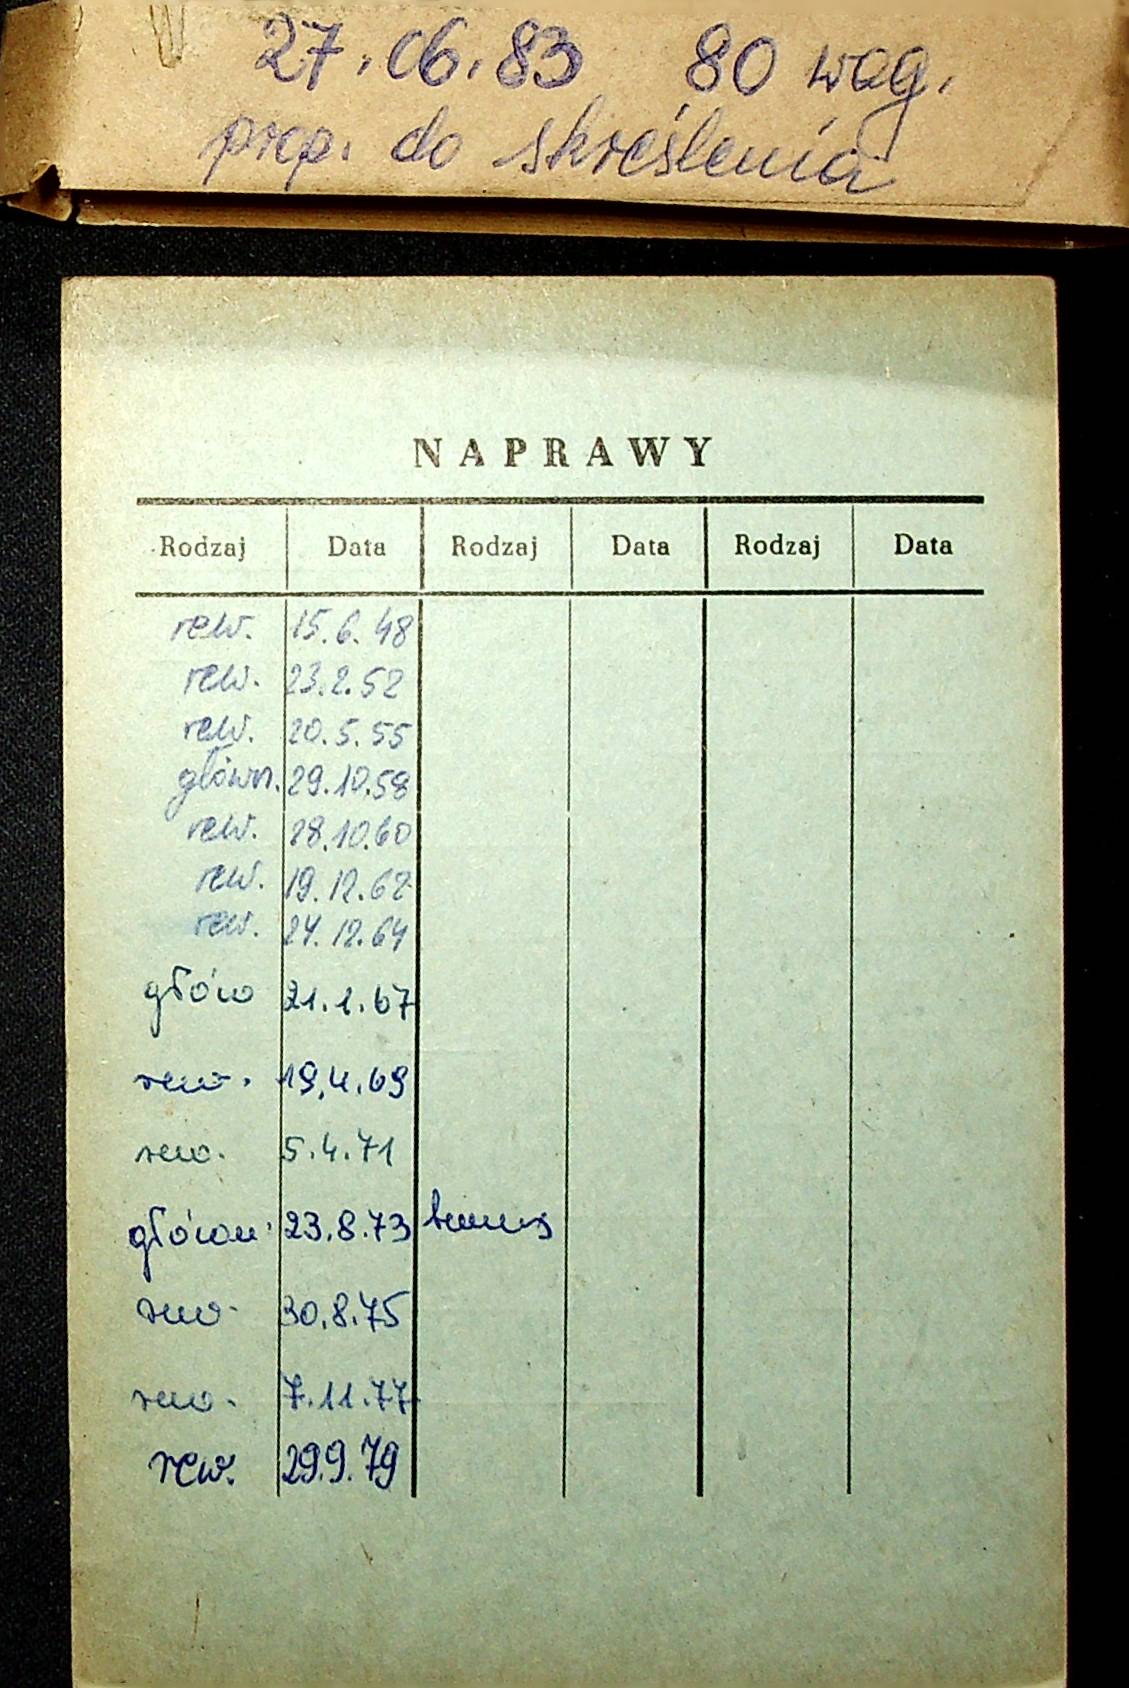 27.06.83 80 wag.
prop. do skreślenia
NAPRAWY
Rodzaj Data Rodzaj Data Rodzaj Data
rew. 15.6.48
rew. 23.2.52
rew. 20.5.55
główn. 29.10.58
rew. 28.10.60
rew. 19.12.62
rew. 24.12.64
głów 21.1.67
rew. 19.4.69
rew. 5.4.71
główn. 23.8.73
rew. 30.8.75
rew. 7.11.77
rew. 29.9.79